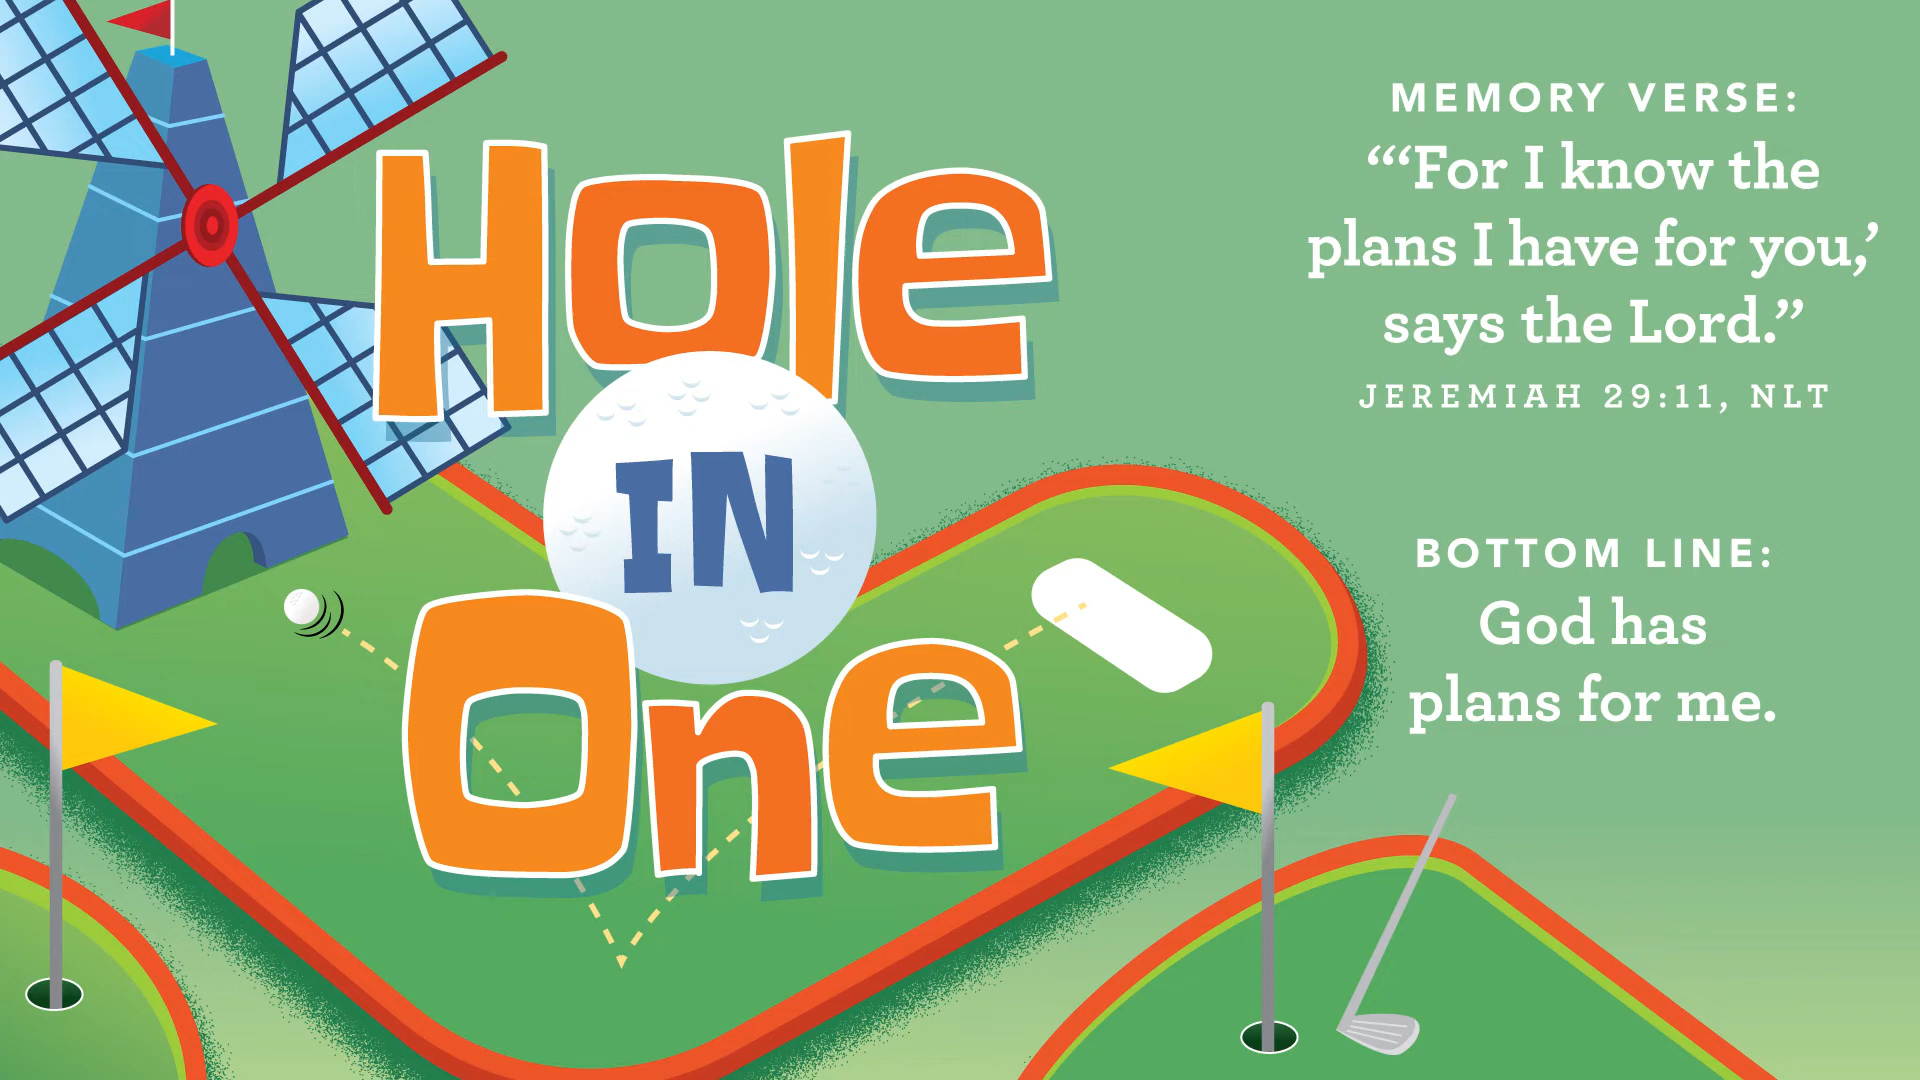 Hole
IN
One
MEMORY VERSE:
“‘For I know the
plans I have for you,’
says the Lord.”
JEREMIAH 29:11, NLT
BOTTOM LINE:
God has
plans for me.